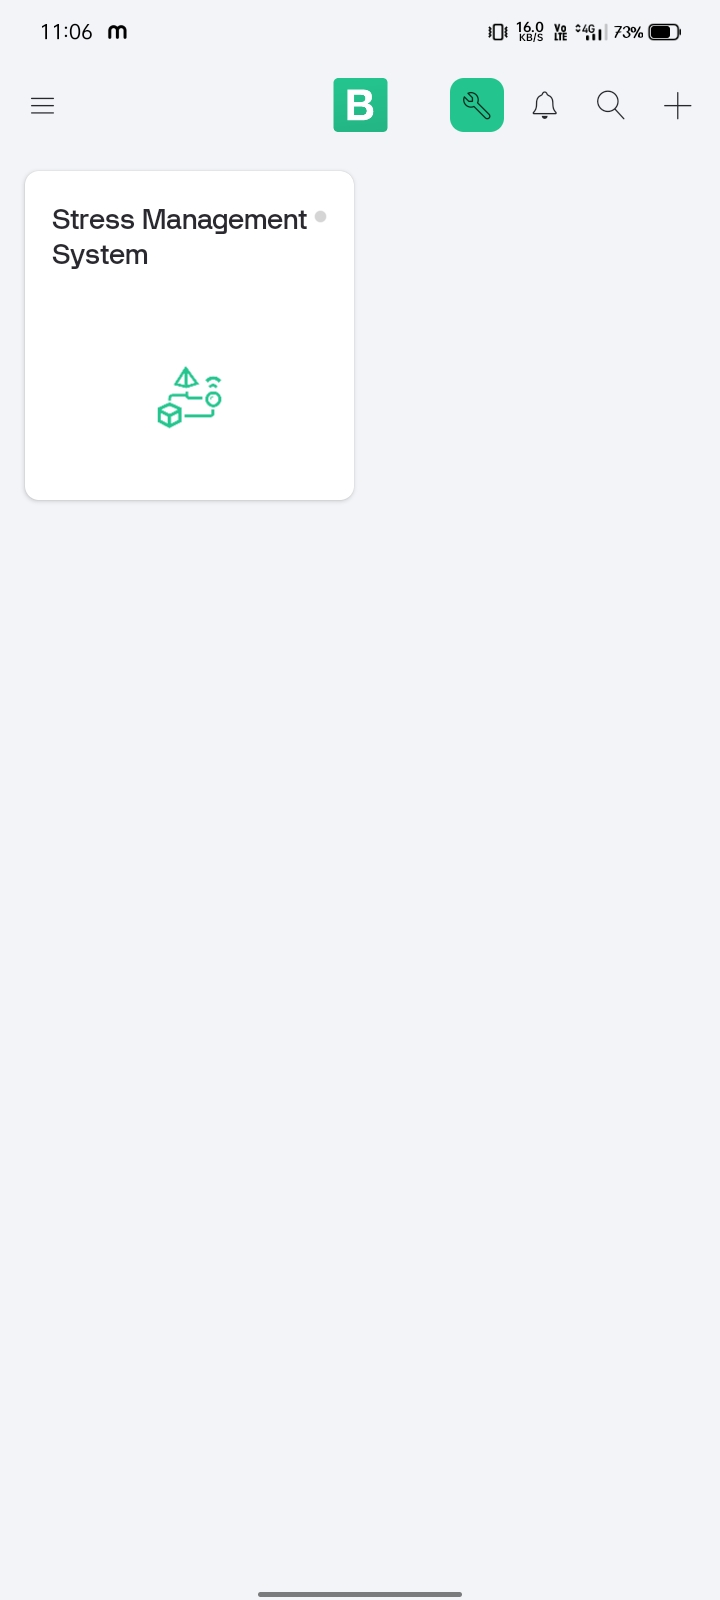 11:06 m 16.0 KB/S Vo LTE 4G 73%
B
Stress Management
System